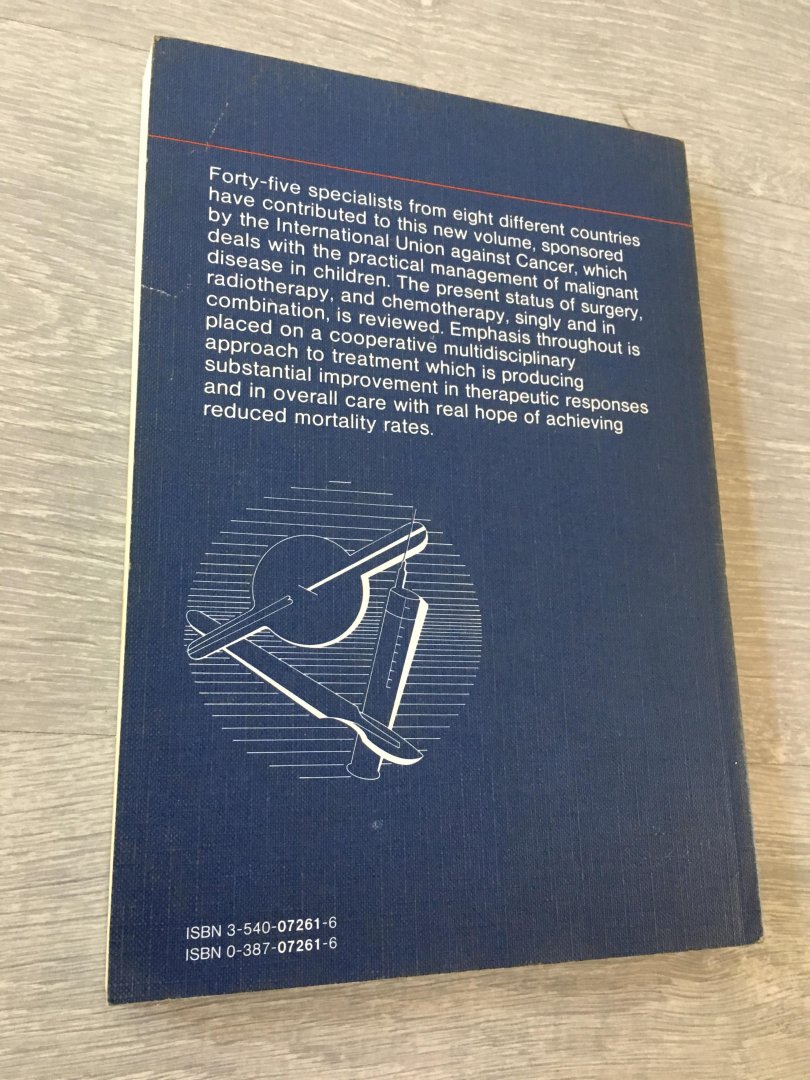 Forty-five specialists from eight different countries
have contributed to this new volume, sponsored
by the International Union against Cancer, which
deals with the practical management of malignant
disease in children. The present status of surgery,
radiotherapy, and chemotherapy, singly and in
combination, is reviewed. Emphasis throughout is
placed on a cooperative multidisciplinary
approach to treatment which is producing
substantial improvement in therapeutic responses
and in overall care with real hope of achieving
reduced mortality rates.
ISBN 3-540-07261-6
ISBN 0-387-07261-6